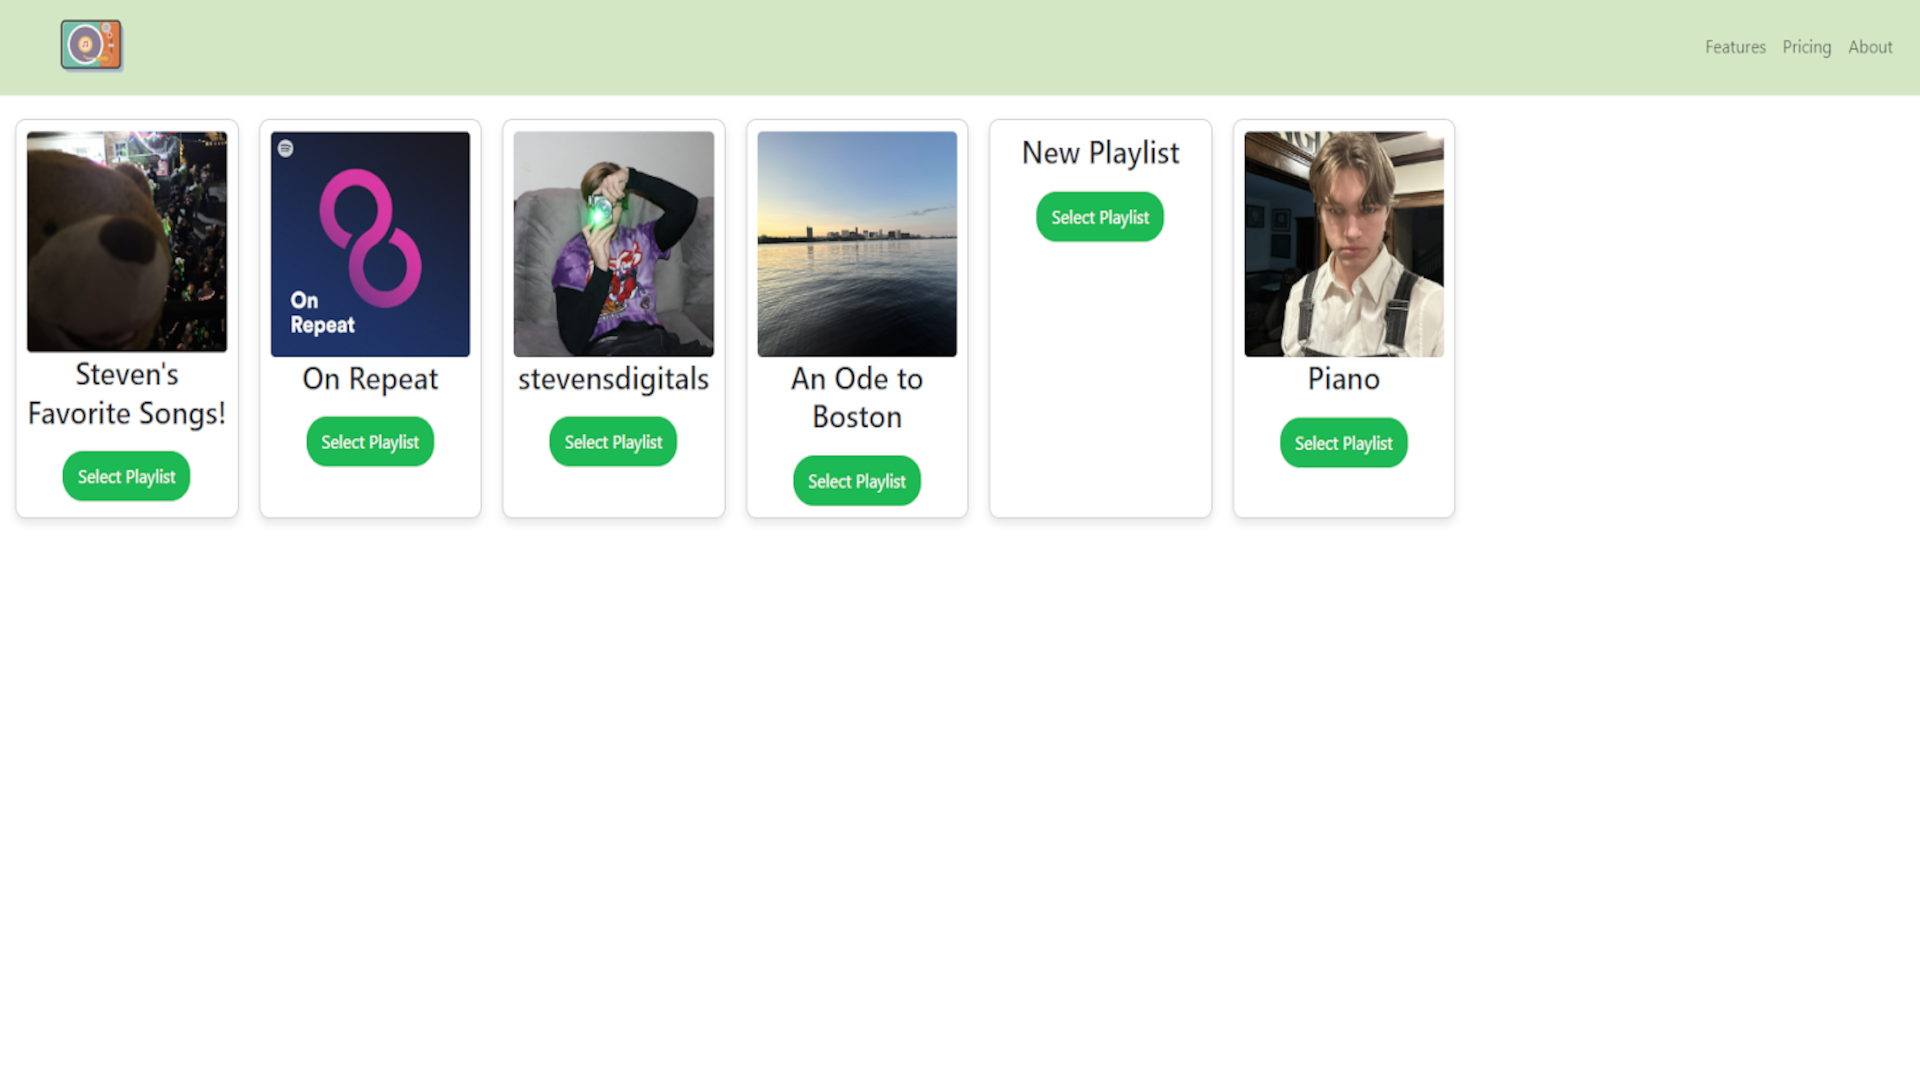 Features Pricing About
On
Repeat
Steven's
Favorite Songs!
Select Playlist
On Repeat
Select Playlist
stevensdigitals
Select Playlist
An Ode to
Boston
Select Playlist
New Playlist
Select Playlist
Piano
Select Playlist